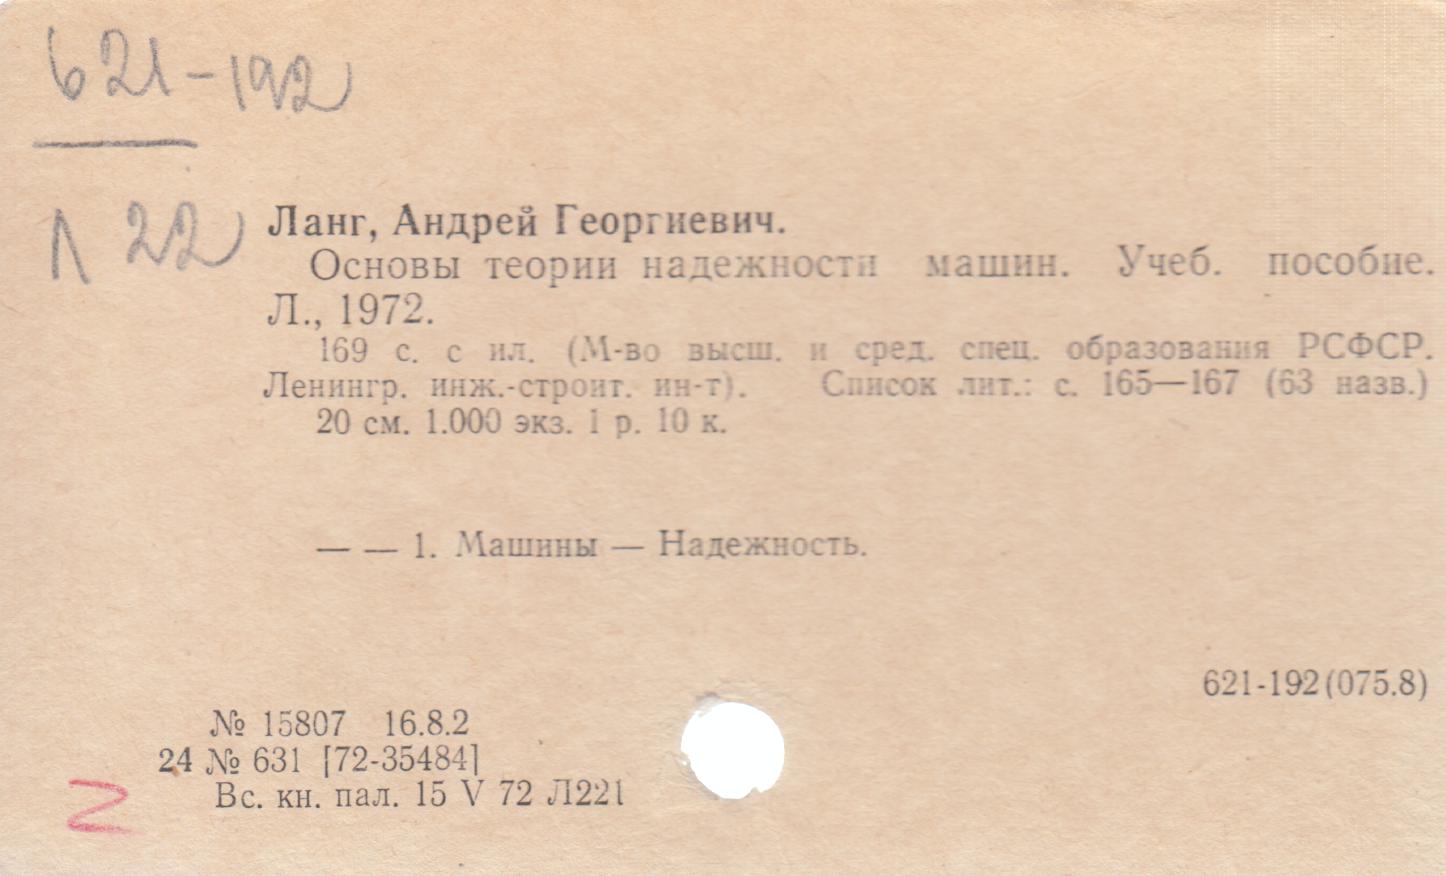 621-192
Л 22
Ланг, Андрей Георгиевич.
Основы теории надежности машин. Учеб. пособие.
Л., 1972.
169 с. с ил. (М-во высш. и сред. спец. образования РСФСР.
Ленингр. инж.-строит. ин-т). Список лит.: с. 165—167 (63 назв.)
20 см. 1.000 экз. 1 р. 10 к.
— — 1. Машины — Надежность.
621-192(075.8)
№ 15807 16.8.2
24 № 631 [72-35484]
Вс. кн. пал. 15 V 72 Л221